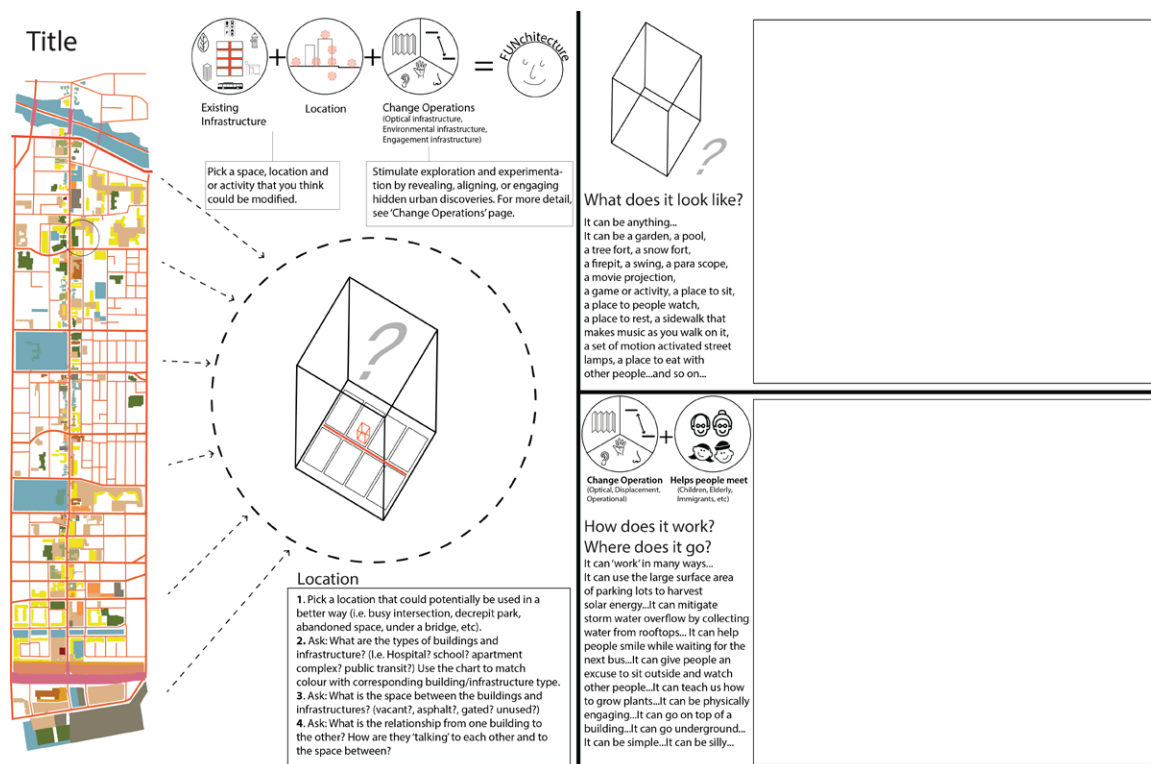 Title
FUNchitecture
Existing
Infrastructure
Location
Change Operations
(Optical infrastructure,
Environmental infrastructure,
Engagement infrastructure)
Pick a space, location and
or activity that you think
could be modified.
Stimulate exploration and experimenta-
tion by revealing, aligning, or engaging
hidden urban discoveries. For more detail,
see 'Change Operations' page.
?
Location
1. Pick a location that could potentially be used in a
better way (i.e. busy intersection, decrepit park,
abandoned space, under a bridge, etc).
2. Ask: What are the types of buildings and
infrastructure? (I.e. Hospital? school? apartment
complex? public transit?) Use the chart to match
colour with corresponding building/infrastructure type.
3. Ask: What is the space between the buildings and
infrastructures? (vacant?, asphalt?, gated? unused?)
4. Ask: What is the relationship from one building to
the other? How are they 'talking' to each other and to
the space between?
?
What does it look like?
It can be anything...
It can be a garden, a pool,
a tree fort, a snow fort,
a firepit, a swing, a para scope,
a movie projection,
a game or activity, a place to sit,
a place to people watch,
a place to rest, a sidewalk that
makes music as you walk on it,
a set of motion activated street
lamps, a place to eat with
other people...and so on...
Change Operation
(Optical, Displacement,
Operational)
Helps people meet
(Children, Elderly,
Immigrants, etc)
How does it work?
Where does it go?
It can 'work' in many ways...
It can use the large surface area
of parking lots to harvest
solar energy...It can mitigate
storm water overflow by collecting
water from rooftops... It can help
people smile while waiting for the
next bus...It can give people an
excuse to sit outside and watch
other people...It can teach us how
to grow plants...It can be physically
engaging...It can go on top of a
building...It can go underground...
It can be simple...It can be silly...